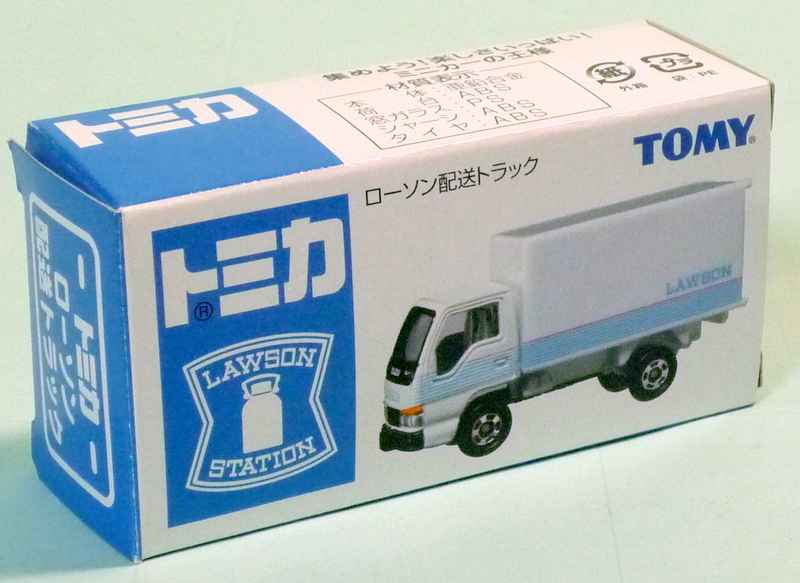 集めよう!楽しさいっぱい!
ミニカーの王様
材質表示
本体 亜鉛合金
荷台 ABS
窓ガラス PS
シャーシ ABS
タイヤ ABS
紙
外箱
プラ
袋:PE
トミカ
TOMY®
ローソン配送トラック
トミカ®
LAWSON
STATION
LAWSON
トミカ
ローソン
配送トラック